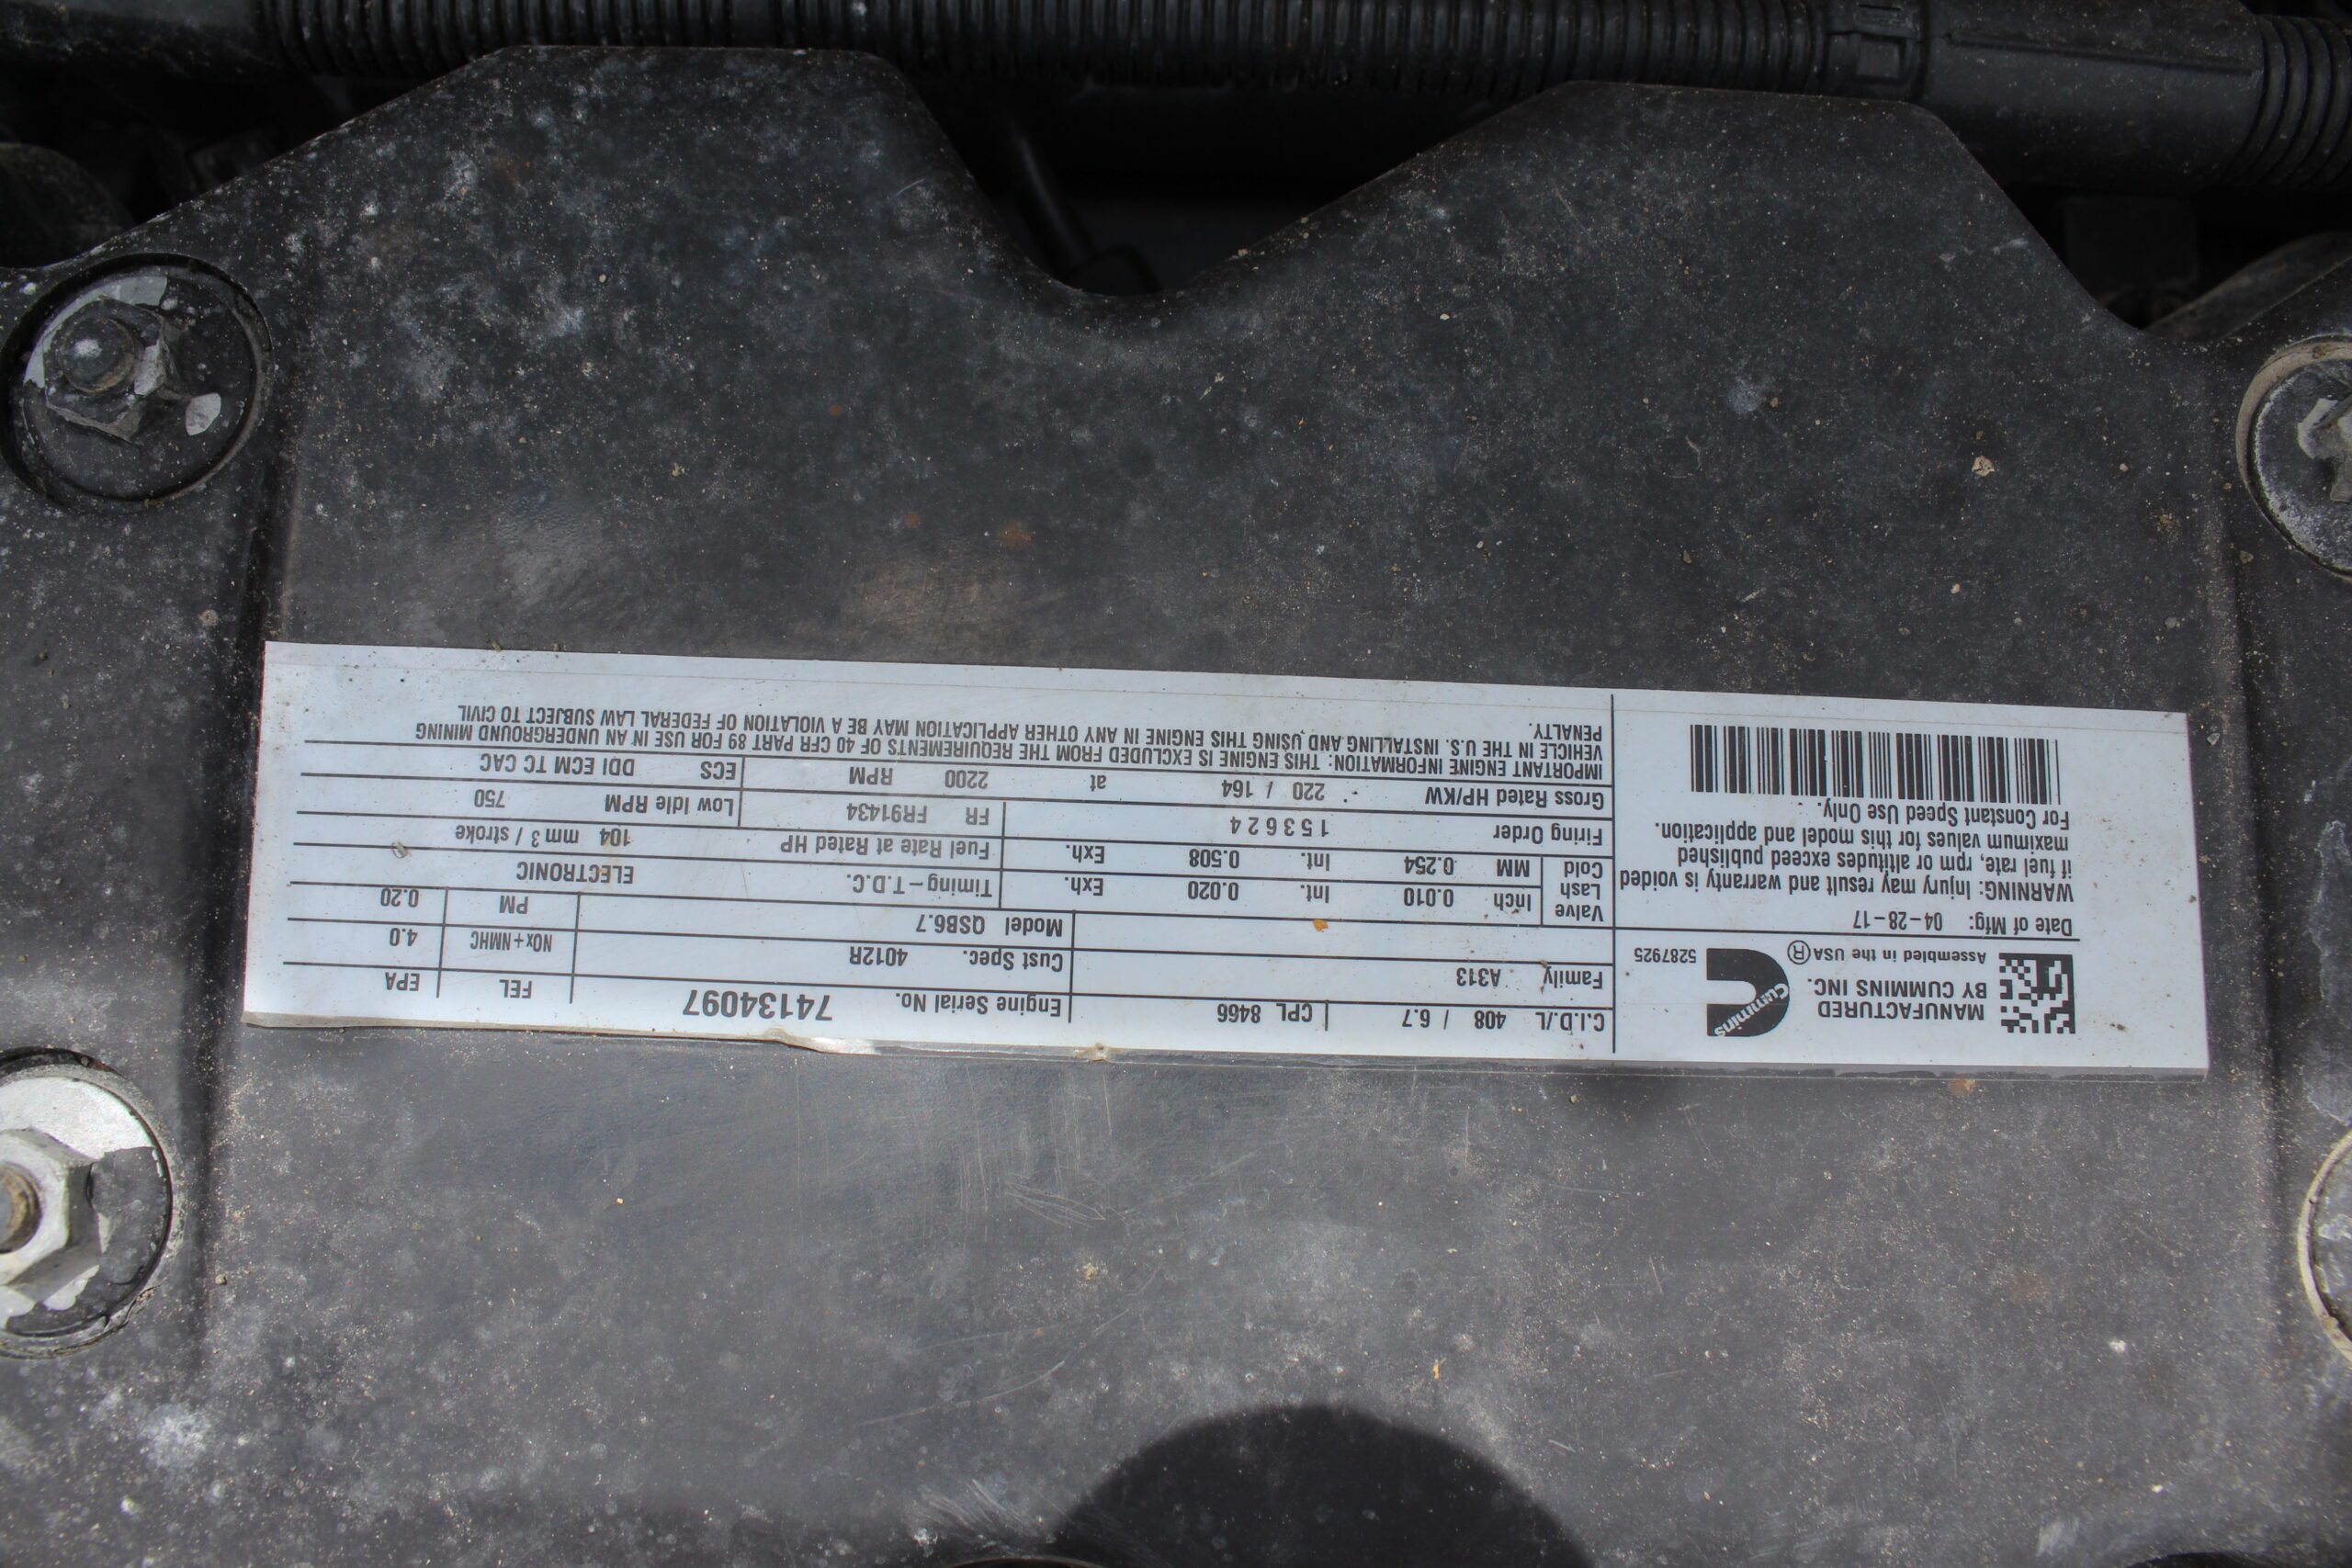 MANUFACTURED
BY CUMMINS INC.
Assembled in the USA ®
Cummins
5287925
Date of Mfg: 04-28-17
WARNING: Injury may result and warranty is voided
if fuel rate, rpm or altitudes exceed published
maximum values for this model and application.
For Constant Speed Use Only.
C.I.D./L 408 / 6.7 CPL 8466
Engine Serial No. 74134097
FEL EPA
Family A313
Cust Spec. 4012R
NOx+NMHC 4.0
Model QSB6.7
PM 0.20
Valve Lash Cold
Inch 0.010 Int. 0.020 Exh.
MM 0.254 Int. 0.508 Exh.
Timing-T.D.C. ELECTRONIC
Fuel Rate at Rated HP 104 mm3 / stroke
Firing Order 153624
FR FR91434 Low Idle RPM 750
Gross Rated HP/KW 220 / 164 at 2200 RPM
ECS DDI ECM TC CAC
IMPORTANT ENGINE INFORMATION: THIS ENGINE IS EXCLUDED FROM THE REQUIREMENTS OF 40 CFR PART 89 FOR USE IN AN UNDERGROUND MINING
VEHICLE IN THE U.S. INSTALLING AND USING THIS ENGINE IN ANY OTHER APPLICATION MAY BE A VIOLATION OF FEDERAL LAW SUBJECT TO CIVIL
PENALTY.